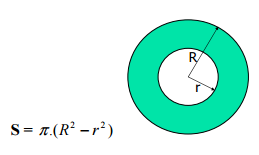 R
r
S = π.(R² – r²)